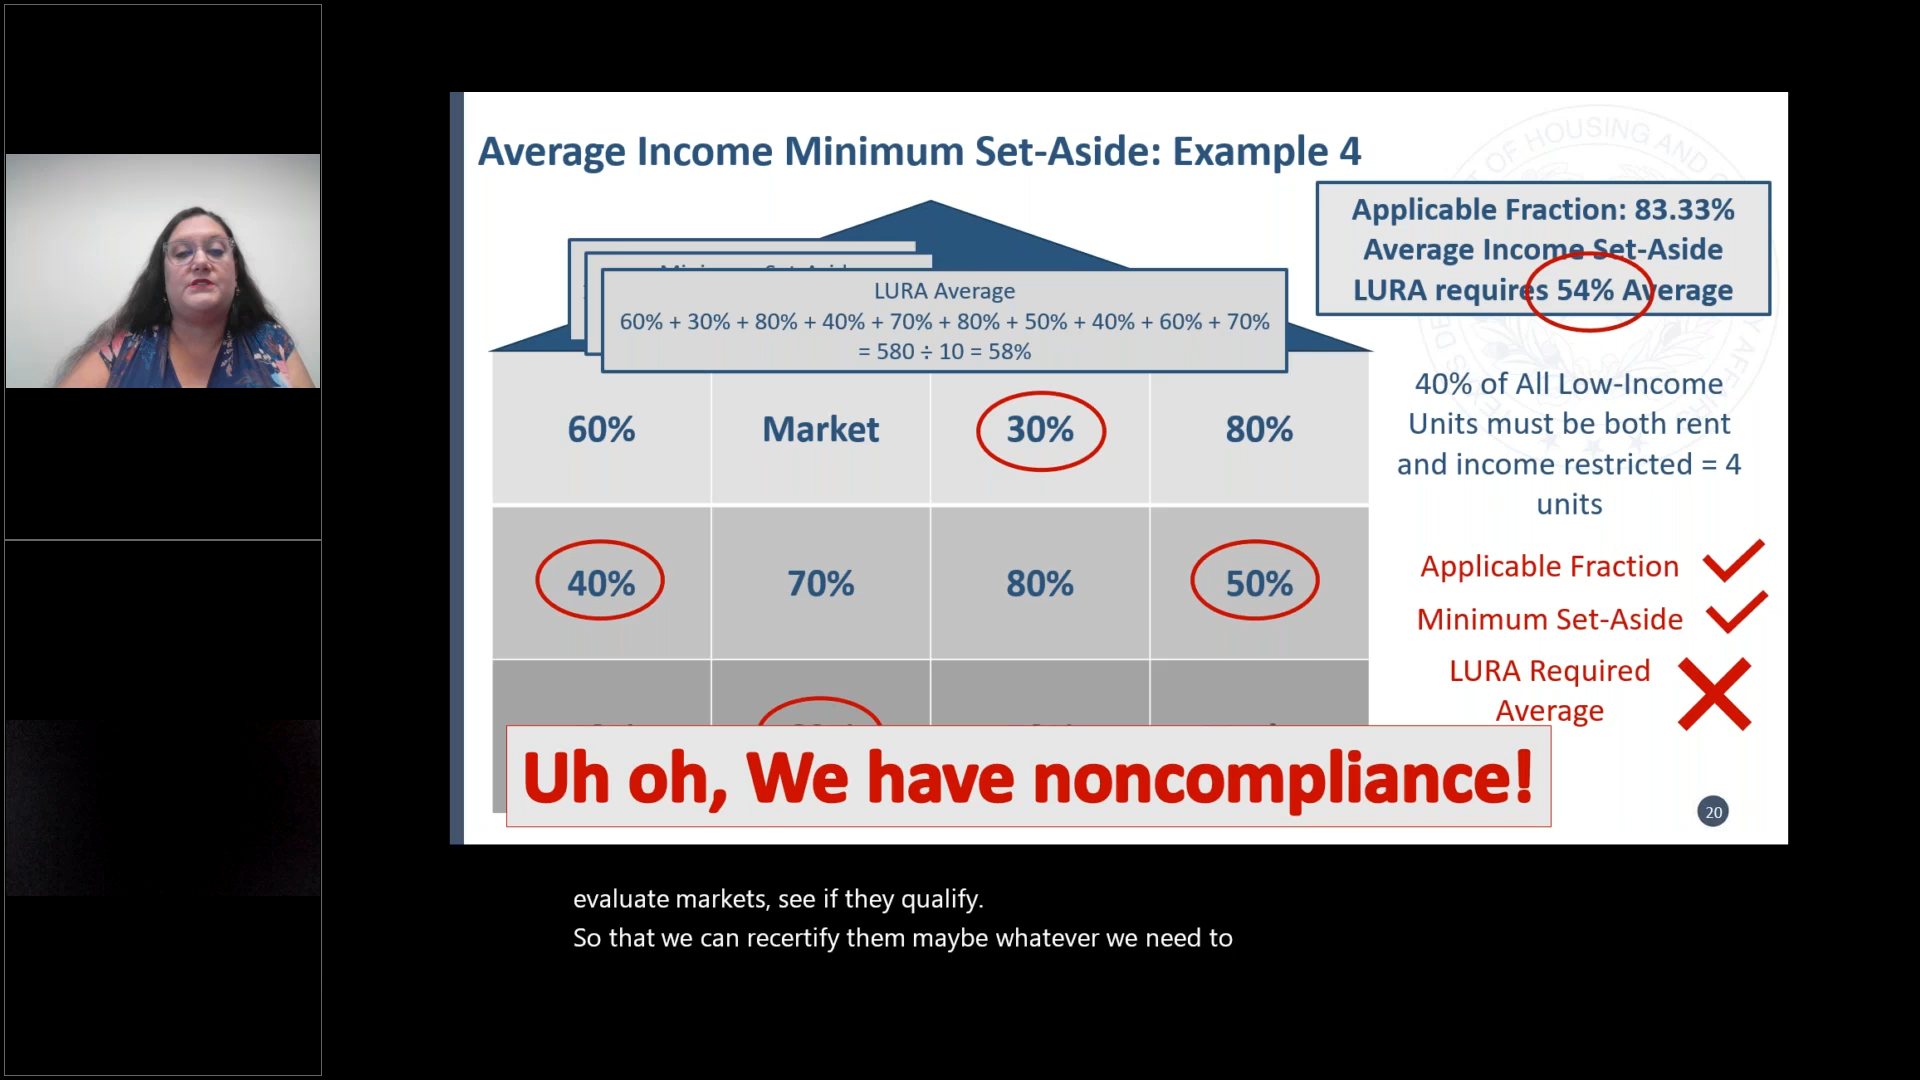 Average Income Minimum Set-Aside: Example 4
Applicable Fraction: 83.33%
Average Income Set-Aside
LURA requires 54% Average
LURA Average
60% + 30% + 80% + 40% + 70% + 80% + 50% + 40% + 60% + 70%
= 580 ÷ 10 = 58%
60% Market 30% 80%
40% 70% 80% 50%
40% of All Low-Income
Units must be both rent
and income restricted = 4
units
Applicable Fraction
Minimum Set-Aside
LURA Required
Average
Uh oh, We have noncompliance!
20
evaluate markets, see if they qualify.
So that we can recertify them maybe whatever we need to